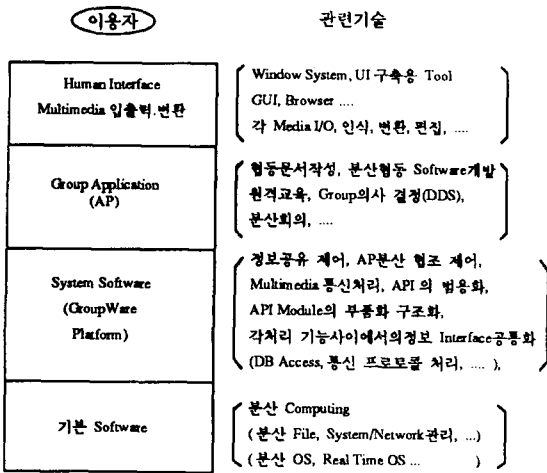 이용자
관련기술
Human Interface
Multimedia 입출력.변환
Window System, UI 구축용 Tool
GUI, Browser ....
각 Media I/O, 인식, 변환, 편집, ....
Group Application
(AP)
협동문서작성, 분산협동 Software개발
원격교육, Group의사 결정(DDS),
분산회의, ....
System Software
(GroupWare
Platform)
정보공유 제어, AP분산 협조 제어,
Multimedia 통신처리, API 의 범용화,
API Module의 부품화 구조화,
각처리 기능사이에서의정보 Interface공통화
(DB Access, 통신 프로토콜 처리, .... ),
기본 Software
분산 Computing
( 분산 File, System/Network관리, ...)
( 분산 OS, Real Time OS ... )